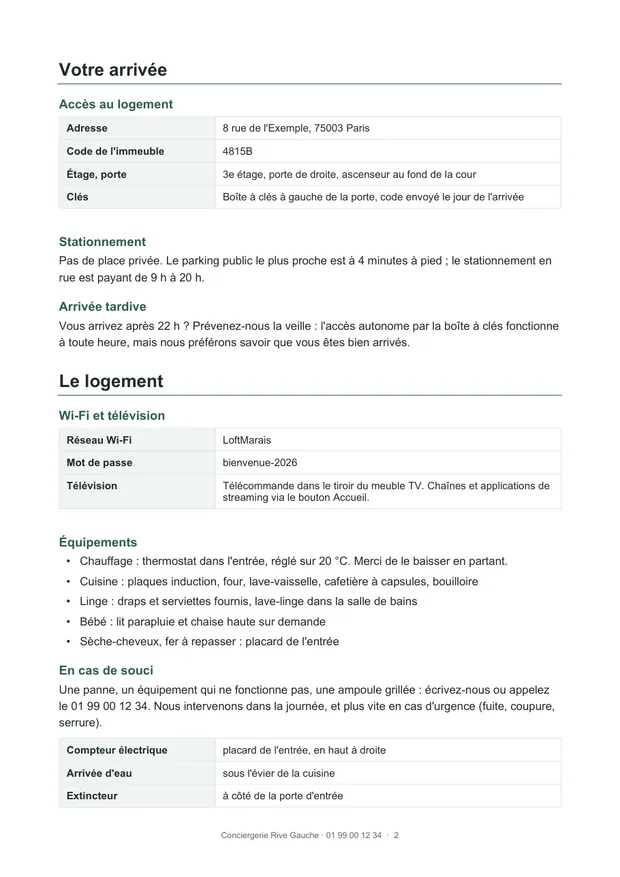 Votre arrivée
Accès au logement
Adresse 8 rue de l'Exemple, 75003 Paris
Code de l'immeuble 4815B
Étage, porte 3e étage, porte de droite, ascenseur au fond de la cour
Clés Boîte à clés à gauche de la porte, code envoyé le jour de l'arrivée
Stationnement
Pas de place privée. Le parking public le plus proche est à 4 minutes à pied ; le stationnement en
rue est payant de 9 h à 20 h.
Arrivée tardive
Vous arrivez après 22 h ? Prévenez-nous la veille : l'accès autonome par la boîte à clés fonctionne
à toute heure, mais nous préférons savoir que vous êtes bien arrivés.
Le logement
Wi-Fi et télévision
Réseau Wi-Fi LoftMarais
Mot de passe bienvenue-2026
Télévision Télécommande dans le tiroir du meuble TV. Chaînes et applications de
streaming via le bouton Accueil.
Équipements
• Chauffage : thermostat dans l'entrée, réglé sur 20 °C. Merci de le baisser en partant.
• Cuisine : plaques induction, four, lave-vaisselle, cafetière à capsules, bouilloire
• Linge : draps et serviettes fournis, lave-linge dans la salle de bains
• Bébé : lit parapluie et chaise haute sur demande
• Sèche-cheveux, fer à repasser : placard de l'entrée
En cas de souci
Une panne, un équipement qui ne fonctionne pas, une ampoule grillée : écrivez-nous ou appelez
le 01 99 00 12 34. Nous intervenons dans la journée, et plus vite en cas d'urgence (fuite, coupure,
serrure).
Compteur électrique placard de l'entrée, en haut à droite
Arrivée d'eau sous l'évier de la cuisine
Extincteur à côté de la porte d'entrée
Conciergerie Rive Gauche · 01 99 00 12 34 · 2